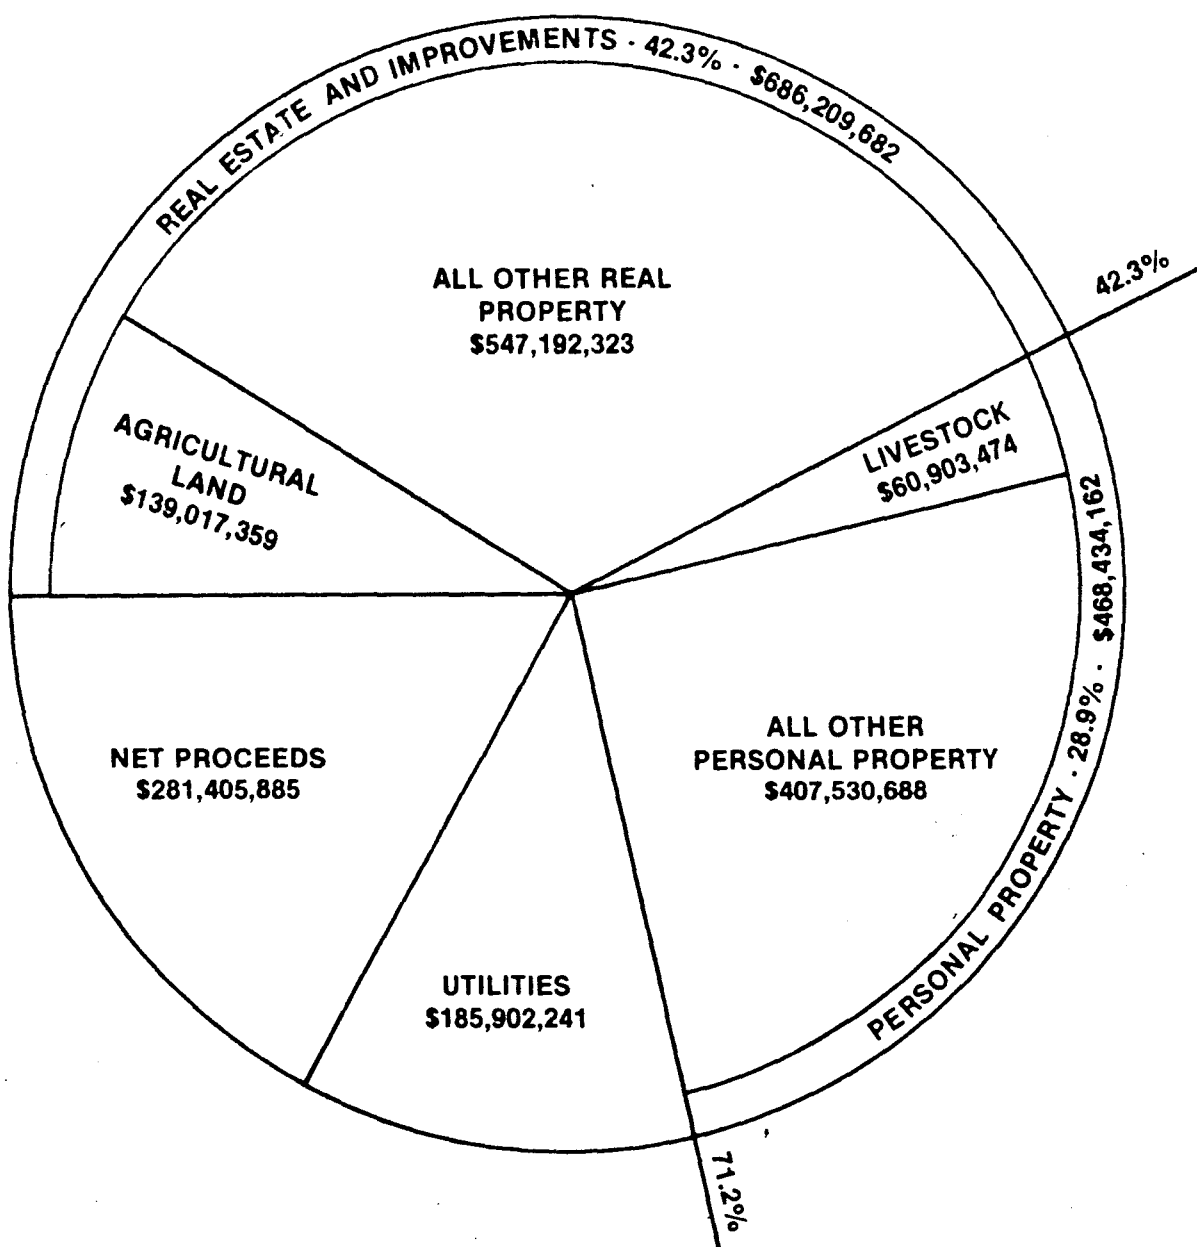 REAL ESTATE AND IMPROVEMENTS · 42.3% · $686,209,682
42.3%
ALL OTHER REAL
PROPERTY
$547,192,323
AGRICULTURAL
LAND
$139,017,359
LIVESTOCK
$60,903,474
PERSONAL PROPERTY · 28.9% · $468,434,162
ALL OTHER
PERSONAL PROPERTY
$407,530,688
NET PROCEEDS
$281,405,885
UTILITIES
$185,902,241
71.2%